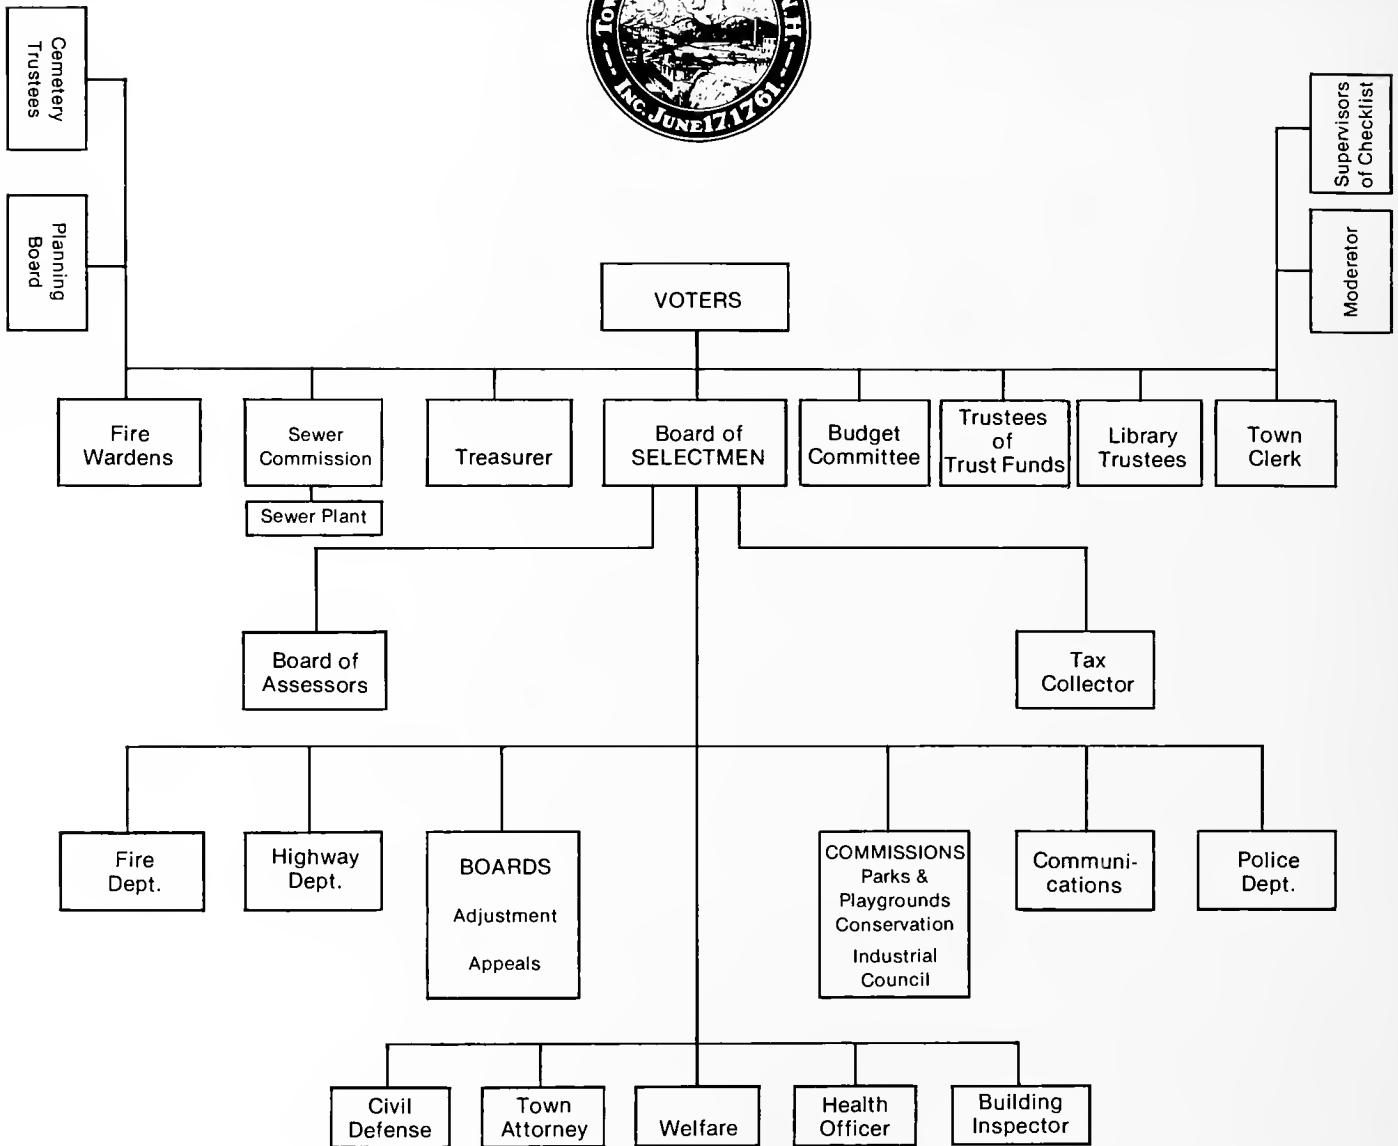 Cemetery
Trustees
Planning
Board
N.H.
INC. JUNE 17, 1761.
Supervisors
of Checklist
Moderator
VOTERS
Fire
Wardens
Sewer
Commission
Sewer Plant
Treasurer
Board of
SELECTMEN
Budget
Committee
Trustees
of
Trust Funds
Library
Trustees
Town
Clerk
Board of
Assessors
Tax
Collector
Fire
Dept.
Highway
Dept.
BOARDS
Adjustment
Appeals
COMMISSIONS
Parks &
Playgrounds
Conservation
Industrial
Council
Communi-
cations
Police
Dept.
Civil
Defense
Town
Attorney
Welfare
Health
Officer
Building
Inspector